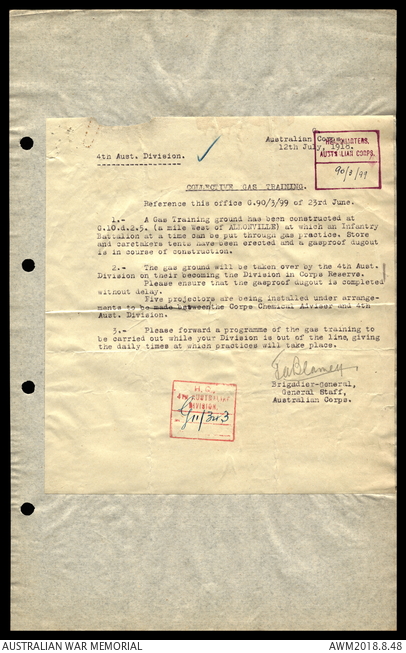 Australian Corps.
12th July, 1918.
HEADQUARTERS,
AUSTRALIAN CORPS.
90/3/99
4th Aust. Division.
COLLECTIVE GAS TRAINING.
Reference this office G.90/3/99 of 23rd June.
1.- A Gas Training ground has been constructed at
G.10.d.2.5. (a mile West of ALLONVILLE) at which an Infantry
Battalion at a time can be put through gas practice. Store
and caretakers tents have been erected and a gasproof dugout
is in course of construction.
2.- The gas ground will be taken over by the 4th Aust.
Division on their becoming the Division in Corps Reserve.
Please ensure that the gasproof dugout is completed
without delay.
Five projectors are being installed under arrange-
ments to be made betweenthe Corps Chemical Adviser and 4th
Aust. Division.
3.- Please forward a programme of the gas training to
be carried out while your Division is out of the line, giving
the daily times at which practices will take place.
Brigadier-General,
General Staff,
Australian Corps.
H.Q.
AUSTRALIAN
DIVISION.
AUSTRALIAN WAR MEMORIAL
AWM2018.8.48